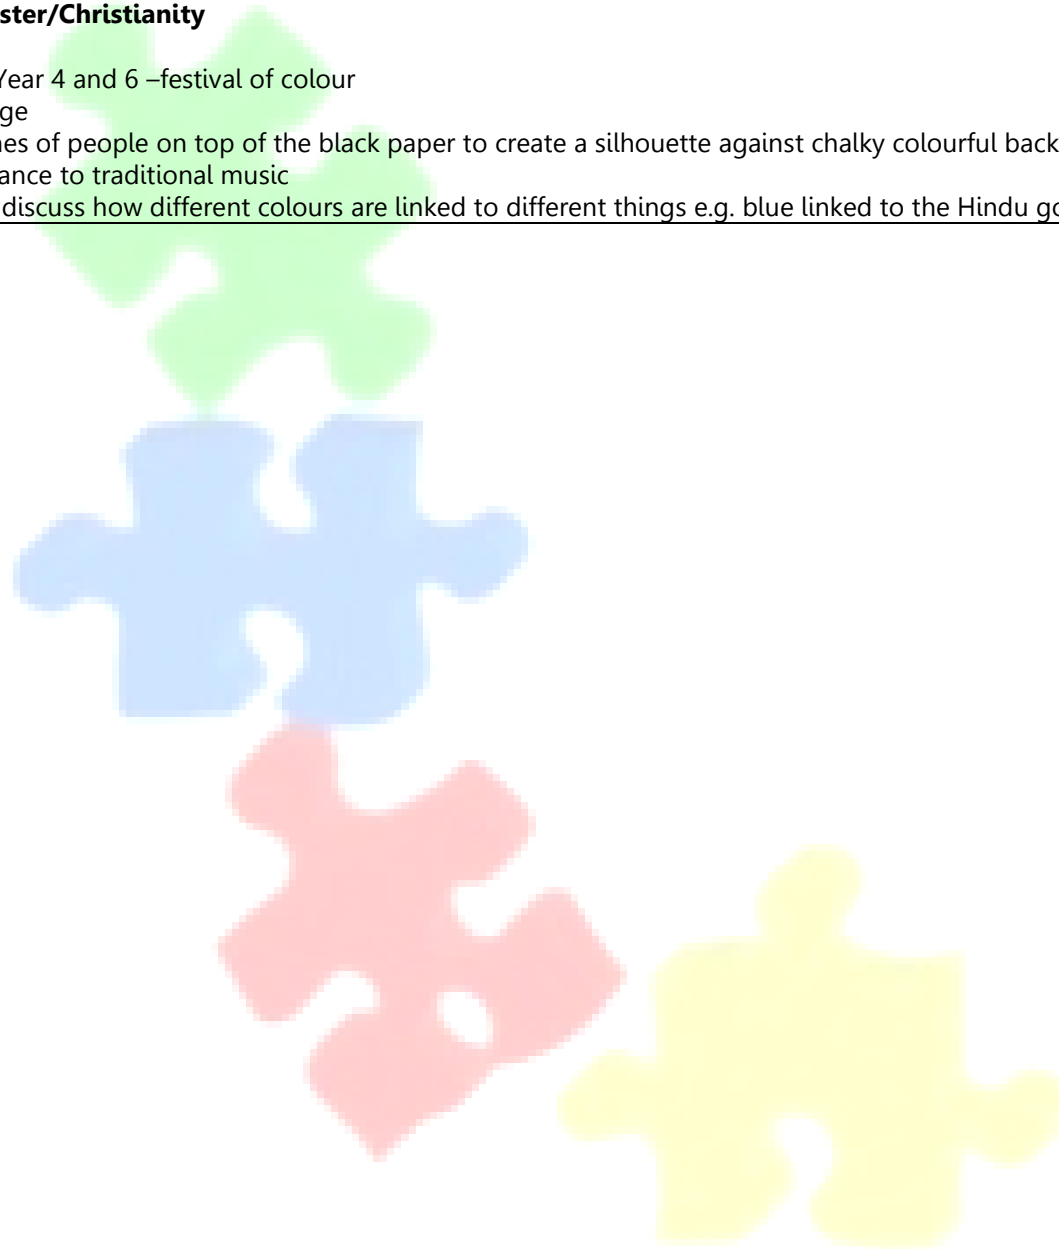 ster/Christianity
Year 4 and 6 –festival of colour
ge
nes of people on top of the black paper to create a silhouette against chalky colourful back
ance to traditional music
discuss how different colours are linked to different things e.g. blue linked to the Hindu go